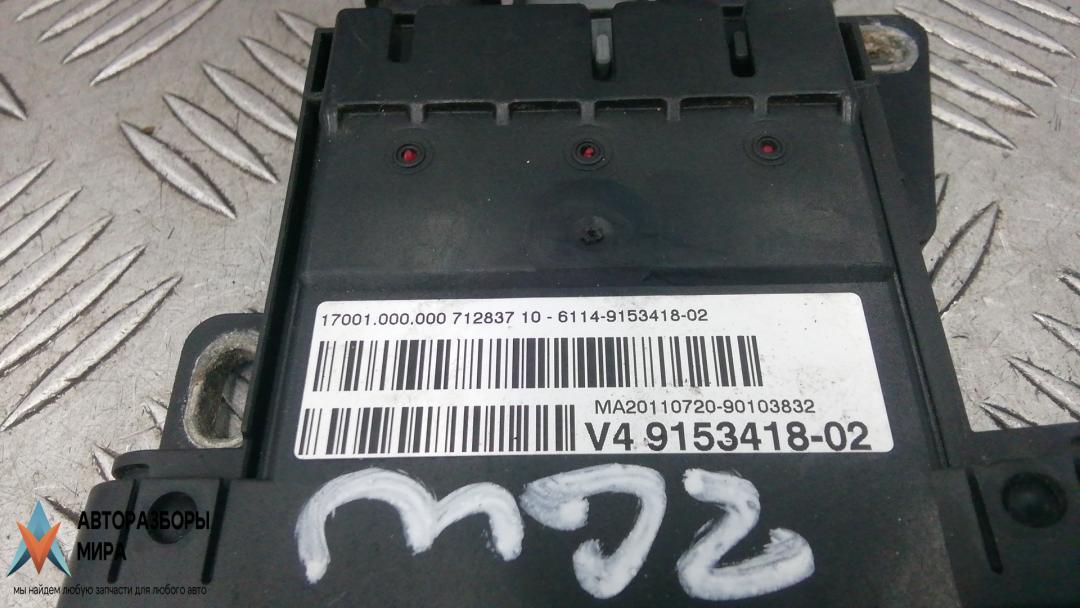 17001.000.000 712837 10 - 6114-9153418-02
MA20110720-90103832
V4 9153418-02
АВТОРАЗБОРЫ
МИРА
мы найдем любую запчасти для любого авто